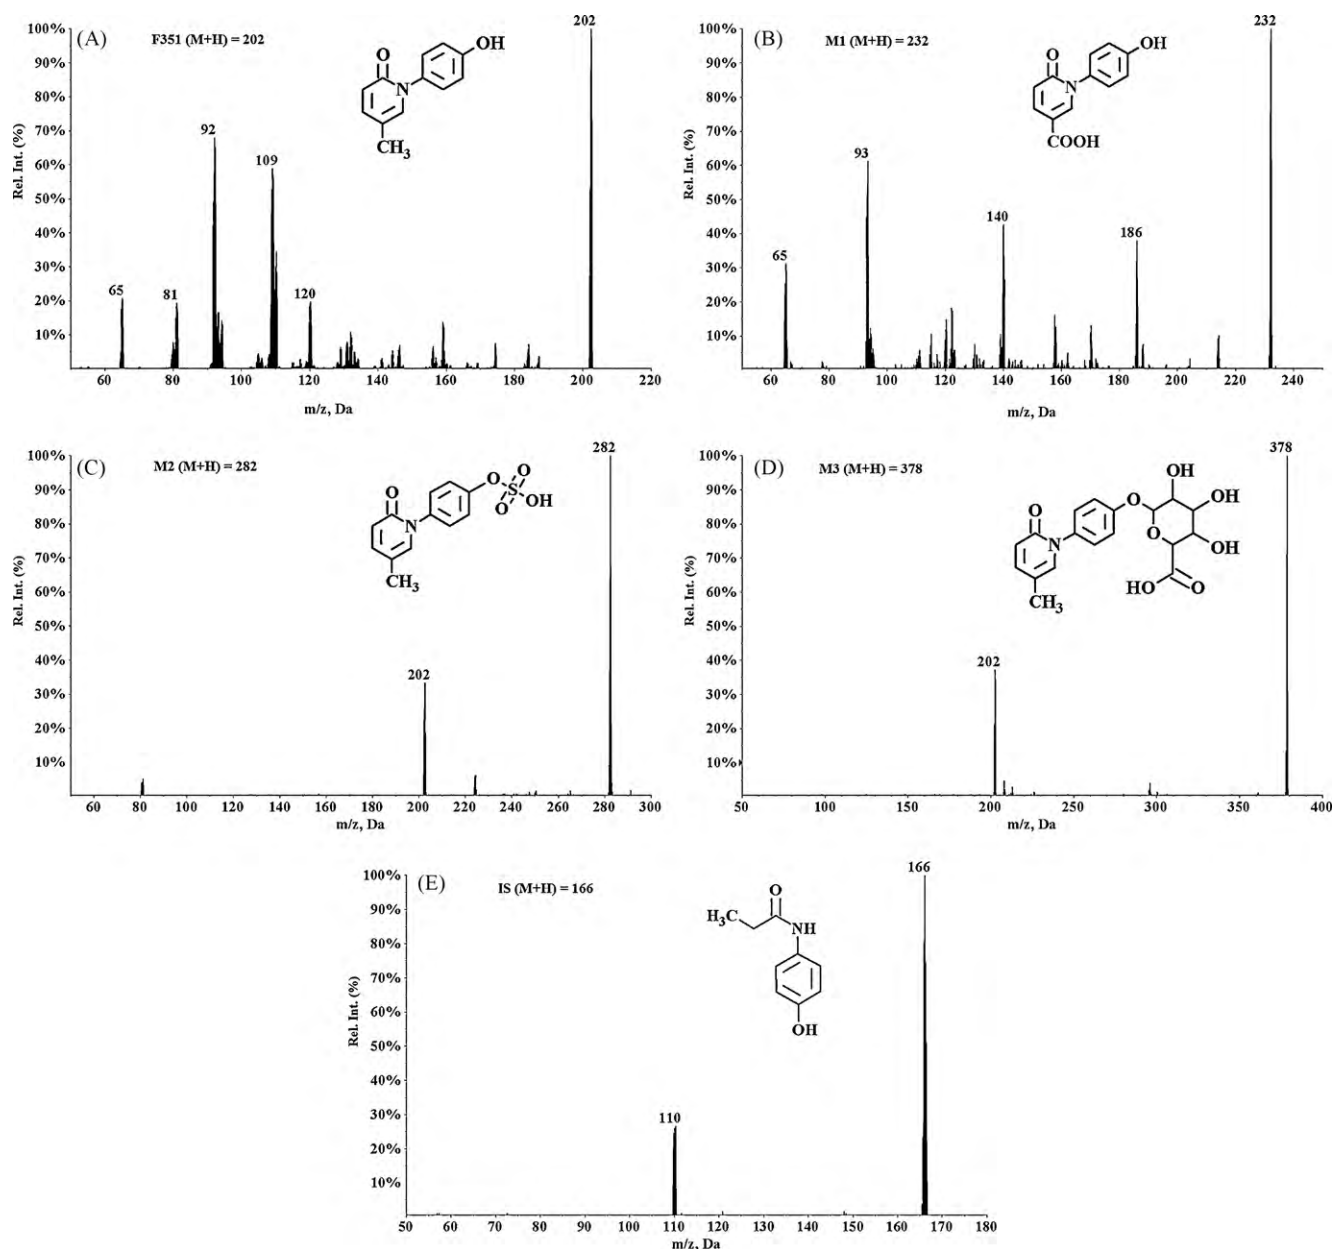 (A)
F351 (M+H) = 202
Rel. Int. (%)
100%
90%
80%
70%
60%
50%
40%
30%
20%
10%
65
81
92
109
120
202
O
N
OH
CH₃
60 80 100 120 140 160 180 200 220
m/z, Da
(B)
M1 (M+H) = 232
Rel. Int. (%)
100%
90%
80%
70%
60%
50%
40%
30%
20%
10%
65
93
140
186
232
O
N
OH
COOH
60 80 100 120 140 160 180 200 220 240
m/z, Da
(C)
M2 (M+H) = 282
Rel. Int. (%)
100%
90%
80%
70%
60%
50%
40%
30%
20%
10%
202
282
O
N
O
O
S
O
OH
CH₃
60 80 100 120 140 160 180 200 220 240 260 280 300
m/z, Da
(D)
M3 (M+H) = 378
Rel. Int. (%)
100%
90%
80%
70%
60%
50%
40%
30%
20%
10%
202
378
O
N
O
OH
OH
O
OH
HO
O
CH₃
50 100 150 200 250 300 350 400
m/z, Da
(E)
IS (M+H) = 166
Rel. Int. (%)
100%
90%
80%
70%
60%
50%
40%
30%
20%
10%
110
166
O
H₃C
NH
OH
50 60 70 80 90 100 110 120 130 140 150 160 170 180
m/z, Da